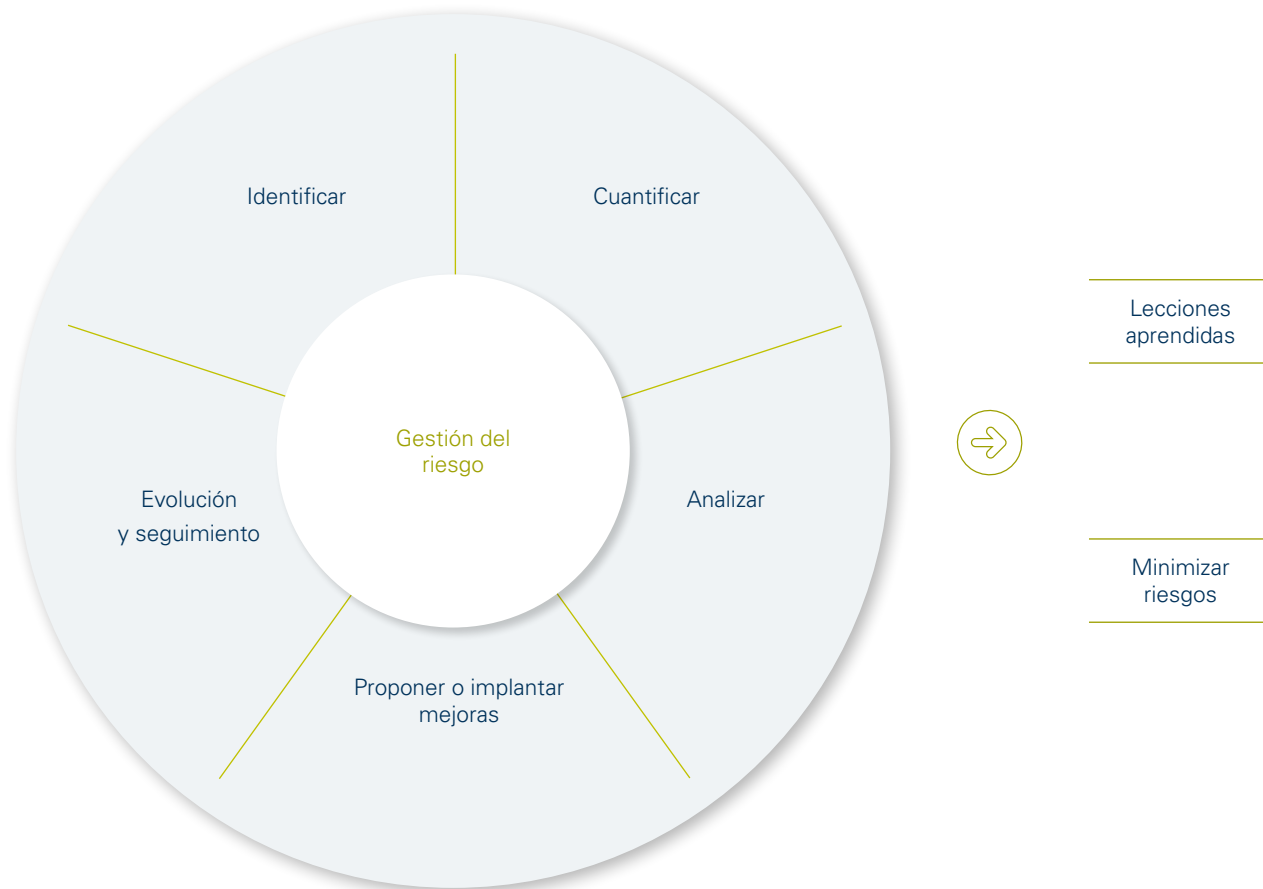 Identificar
Cuantificar
Lecciones
aprendidas
Gestión del
riesgo
Evolución
y seguimiento
Analizar
Minimizar
riesgos
Proponer o implantar
mejoras